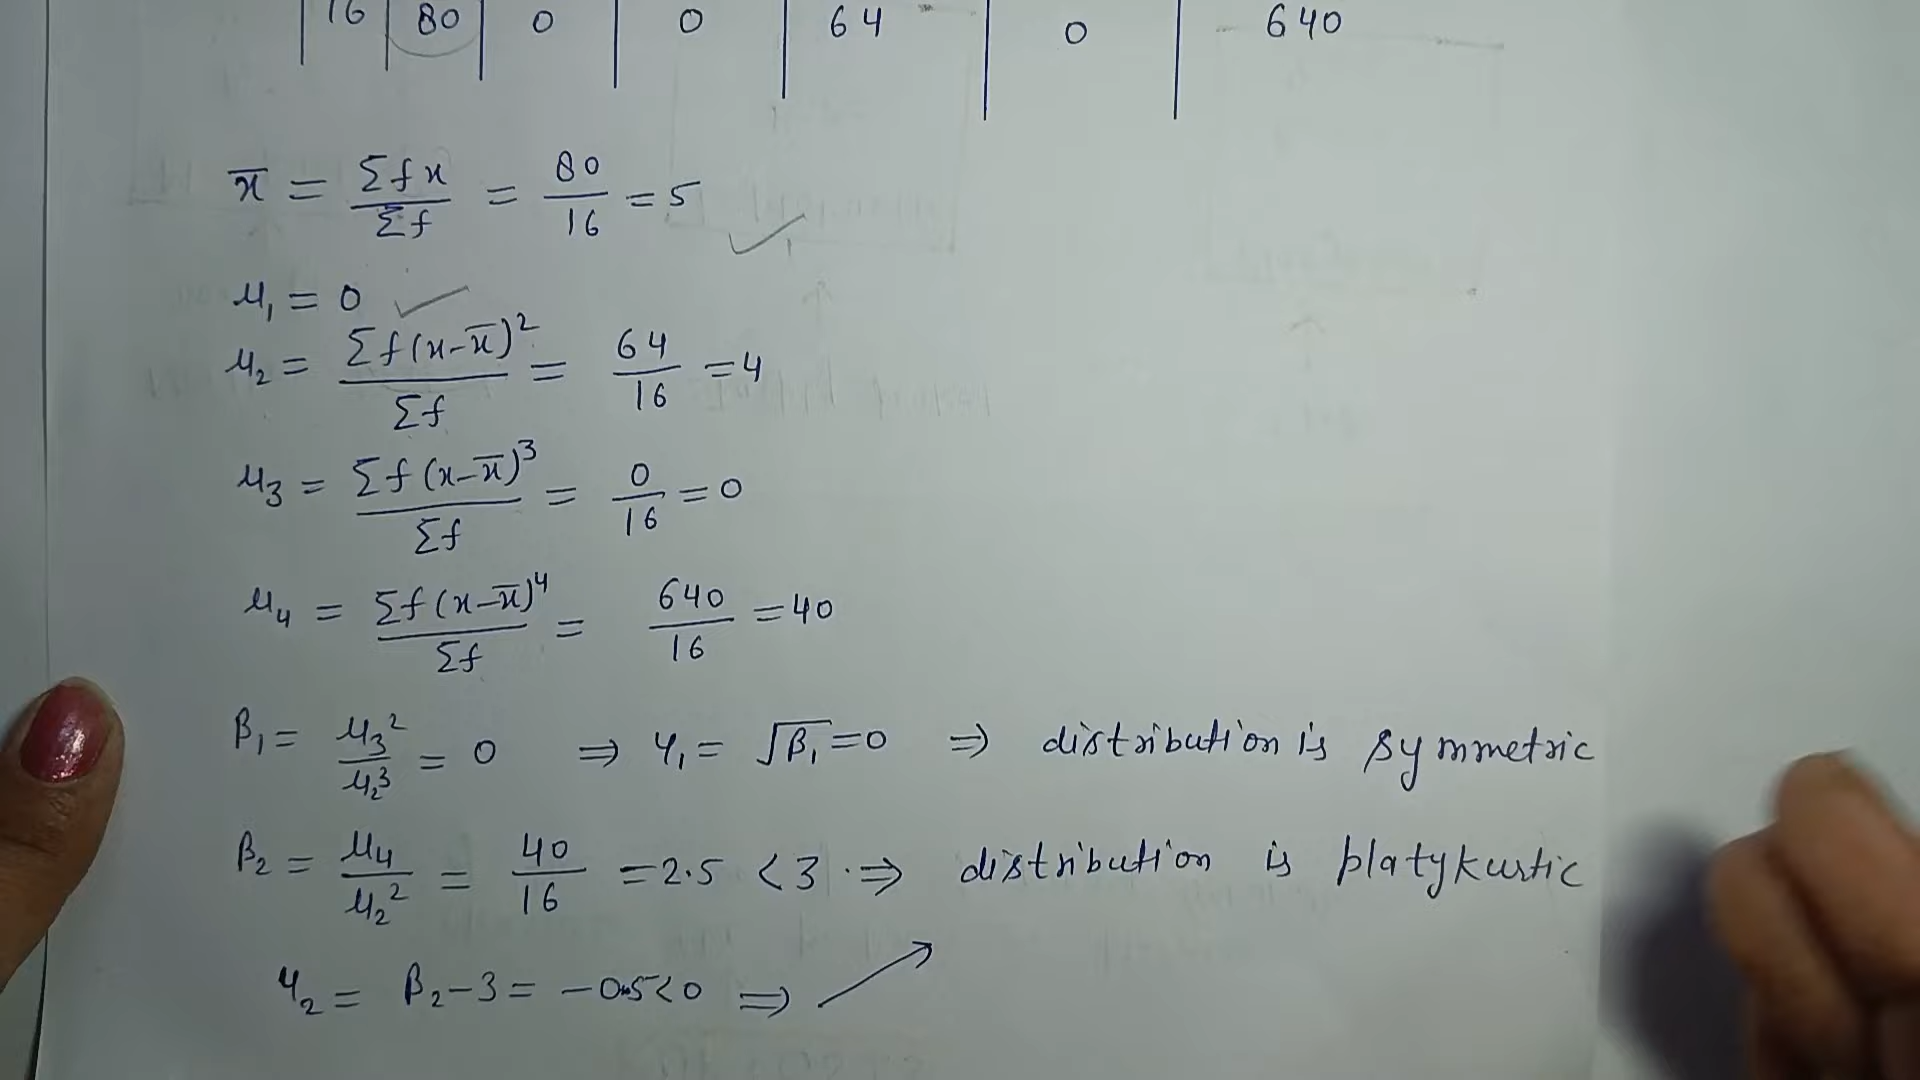 16 | 80 | 0 | 0 | 64 | 0 | 640
x̄ = Σfx / Σf = 80/16 = 5 ✓
μ₁ = 0 ✓
μ₂ = Σf(x-x̄)² / Σf = 64/16 = 4
μ₃ = Σf(x-x̄)³ / Σf = 0/16 = 0
μ₄ = Σf(x-x̄)⁴ / Σf = 640/16 = 40
β₁ = μ₃²/μ₂³ = 0 ⇒ γ₁ = √β₁ = 0 ⇒ distribution is symmetric
β₂ = μ₄/μ₂² = 40/16 = 2.5 < 3 ⇒ distribution is platykurtic
γ₂ = β₂-3 = -0.5 < 0 ⇒ ↗